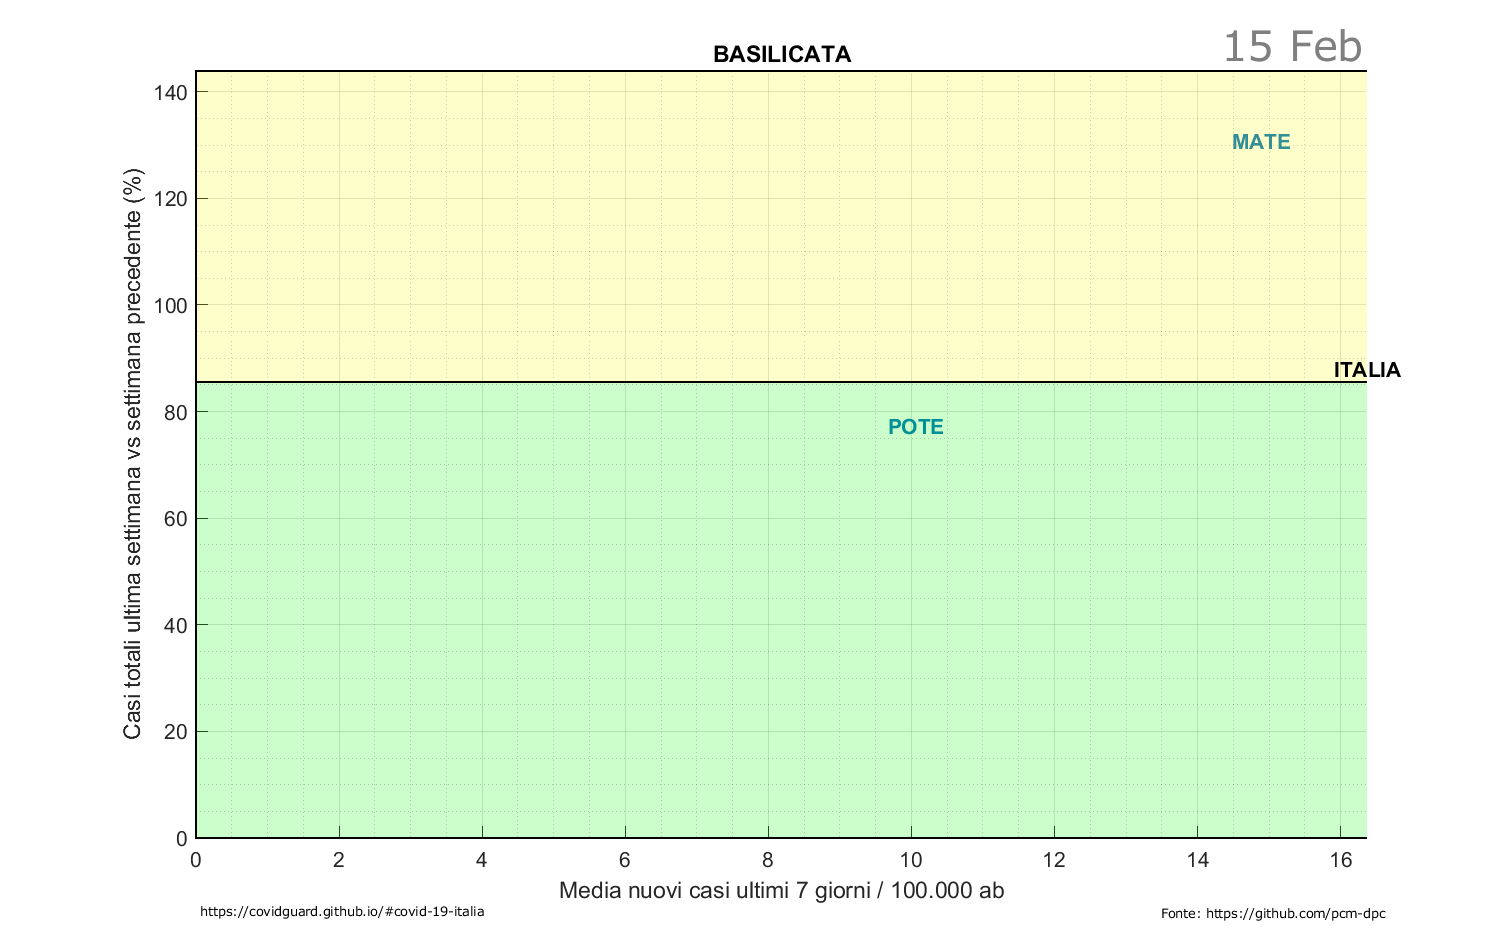 15 Feb
BASILICATA
Casi totali ultima settimana vs settimana precedente (%)
140
120
100
80
60
40
20
0
MATE
ITALIA
POTE
0 2 4 6 8 10 12 14 16
Media nuovi casi ultimi 7 giorni / 100.000 ab
https://covidguard.github.io/#covid-19-italia
Fonte: https://github.com/pcm-dpc